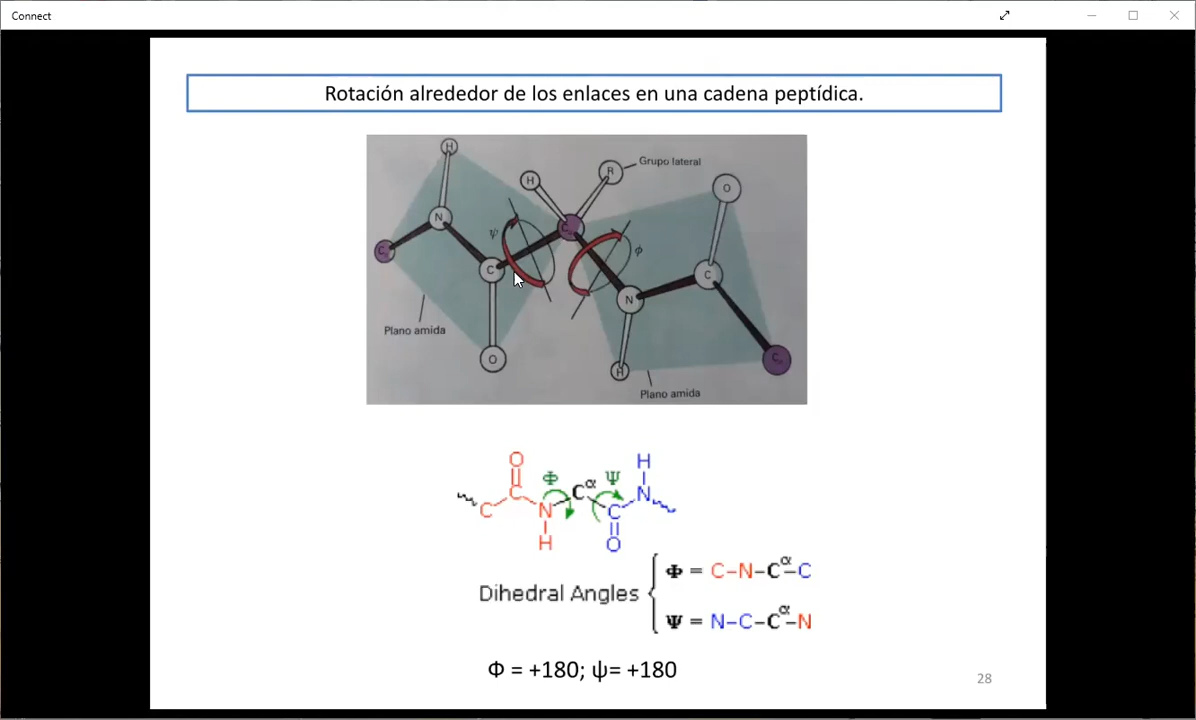 Connect
Rotación alrededor de los enlaces en una cadena peptídica.
H
H
R
Grupo lateral
O
N
ψ
C
ϕ
C
C
N
C
Plano amida
O
H
Plano amida
C
O
Φ
Ψ
H
C
C
α
N
C
N
C
H
O
Dihedral Angles
Φ = C–N–Cα–C
Ψ = N–C–Cα–N
Φ = +180; ψ= +180
28